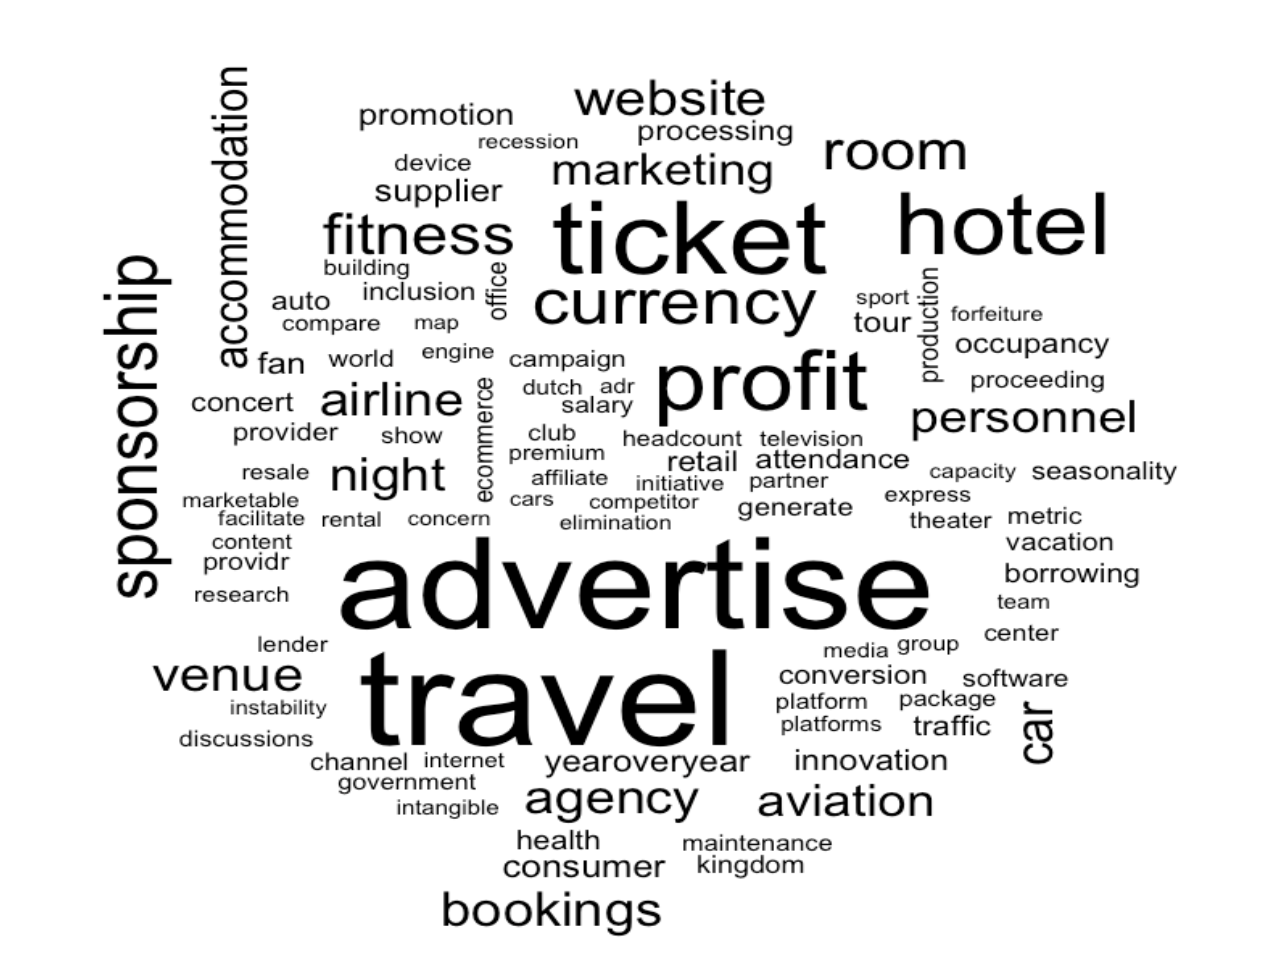 accommodation
website
promotion
processing
recession
room
device
marketing
supplier
hotel
ticket
fitness
sponsorship
building
office
inclusion
currency
production
auto
sport
forfeiture
compare
map
tour
occupancy
fan
world
engine
campaign
profit
proceeding
dutch
adr
concert
airline
ecommerce
salary
personnel
provider
show
club
headcount
television
premium
retail
attendance
resale
night
affiliate
initiative
partner
capacity
seasonality
marketable
cars
competitor
generate
express
facilitate
rental
concern
elimination
theater
metric
content
vacation
providr
advertise
borrowing
research
team
lender
media
group
center
venue
travel
conversion
software
instability
platform
package
discussions
platforms
traffic
car
channel
internet
yearoveryear
innovation
government
intangible
agency
aviation
health
maintenance
consumer
kingdom
bookings